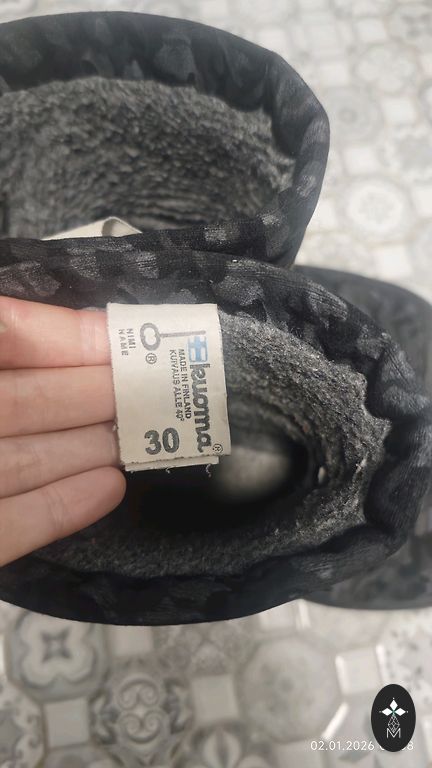 NIMI
NAME
®
kuoma®
MADE IN FINLAND
KUIVAUS ALLE 40°
30
02.01.2026
M